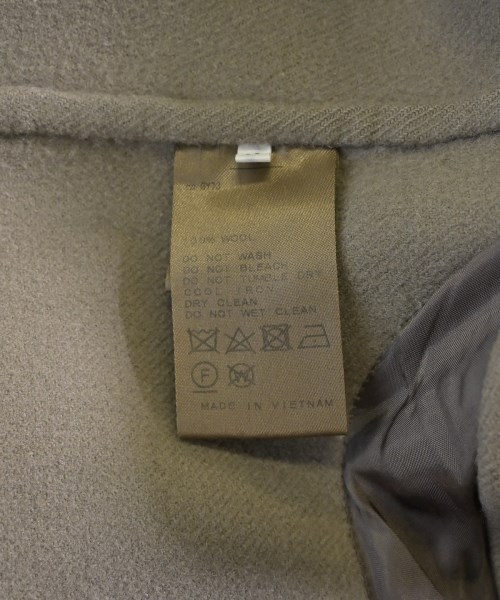 100% WOOL
DO NOT WASH
DO NOT BLEACH
DO NOT TUMBLE DRY
COOL IRON
DRY CLEAN
DO NOT WET CLEAN
F
W
MADE IN VIETNAM